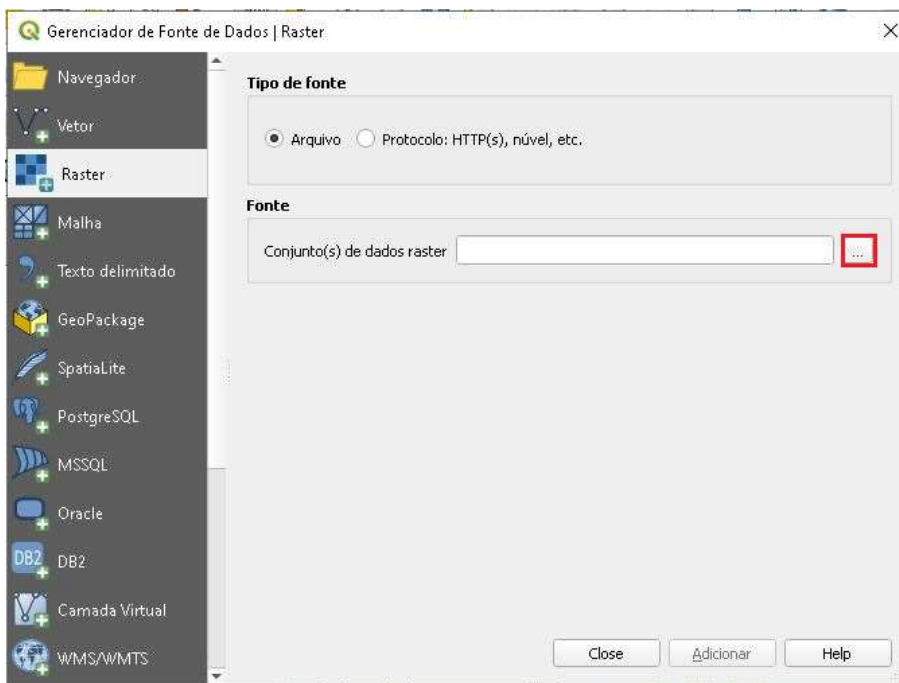 Gerenciador de Fonte de Dados | Raster
Navegador
Vetor
Raster
Malha
Texto delimitado
GeoPackage
SpatiaLite
PostgreSQL
MSSQL
Oracle
DB2
DB2
Camada Virtual
WMS/WMTS
Tipo de fonte
Arquivo
Protocolo: HTTP(s), núvel, etc.
Fonte
Conjunto(s) de dados raster
...
Close
Adicionar
Help